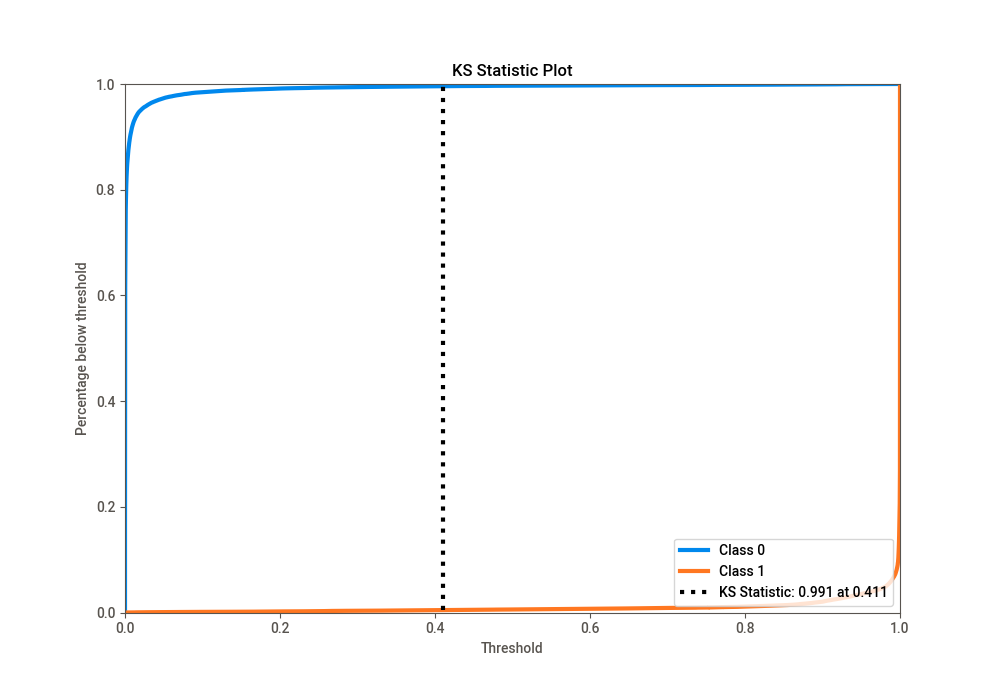 KS Statistic Plot
1.0
0.8
0.6
0.4
0.2
0.0
Percentage below threshold
0.0 0.2 0.4 0.6 0.8 1.0
Threshold
Class 0
Class 1
KS Statistic: 0.991 at 0.411